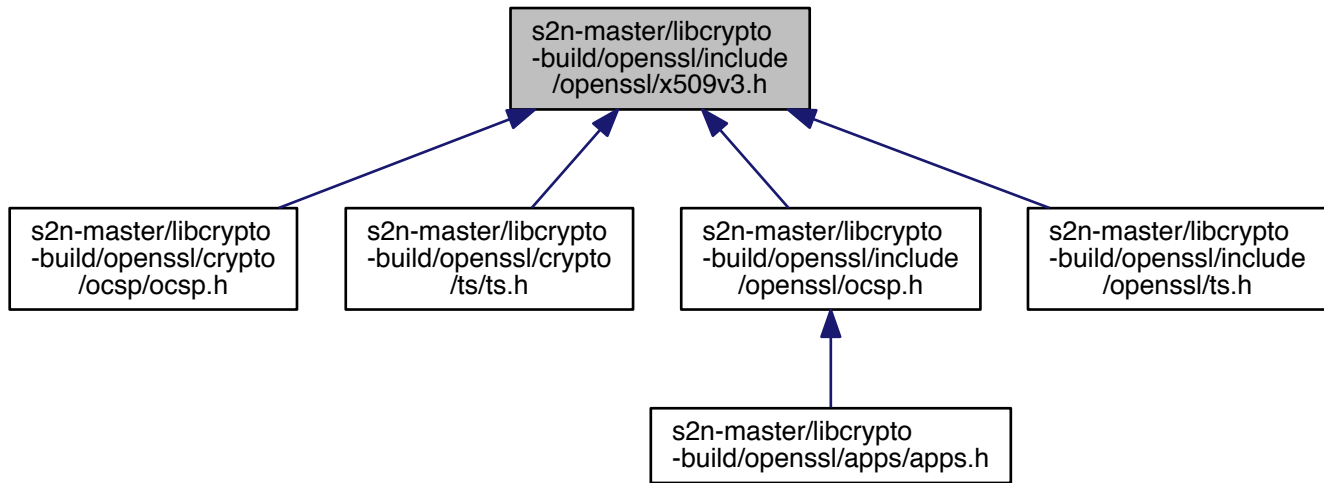 s2n-master/libcrypto
-build/openssl/include
/openssl/x509v3.h
s2n-master/libcrypto
-build/openssl/crypto
/ocsp/ocsp.h
s2n-master/libcrypto
-build/openssl/crypto
/ts/ts.h
s2n-master/libcrypto
-build/openssl/include
/openssl/ocsp.h
s2n-master/libcrypto
-build/openssl/include
/openssl/ts.h
s2n-master/libcrypto
-build/openssl/apps/apps.h